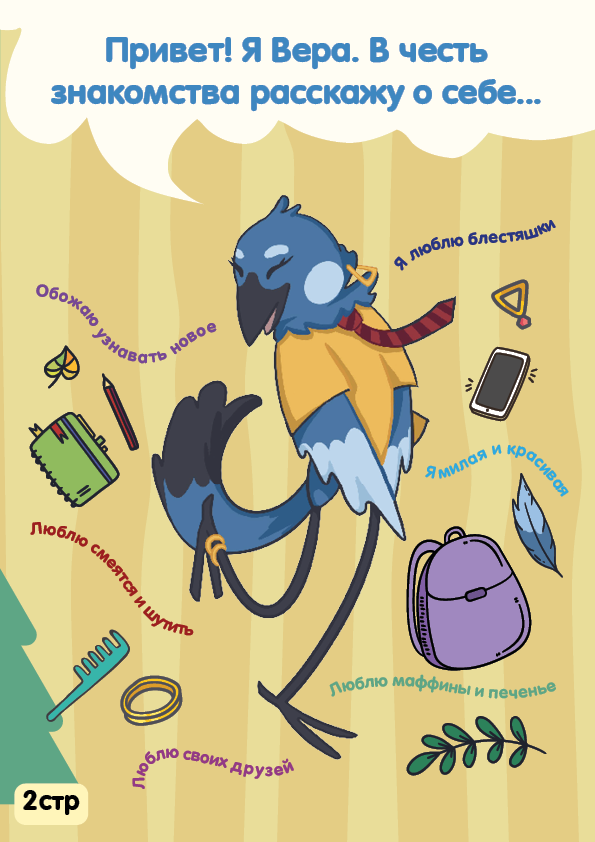 Привет! Я Вера. В честь
знакомства расскажу о себе...
Я люблю блестяшки
Обожаю узнавать новое
Я милая и красивая
Люблю смеятся и шутить
Люблю маффины и печенье
Люблю своих друзей
2стр